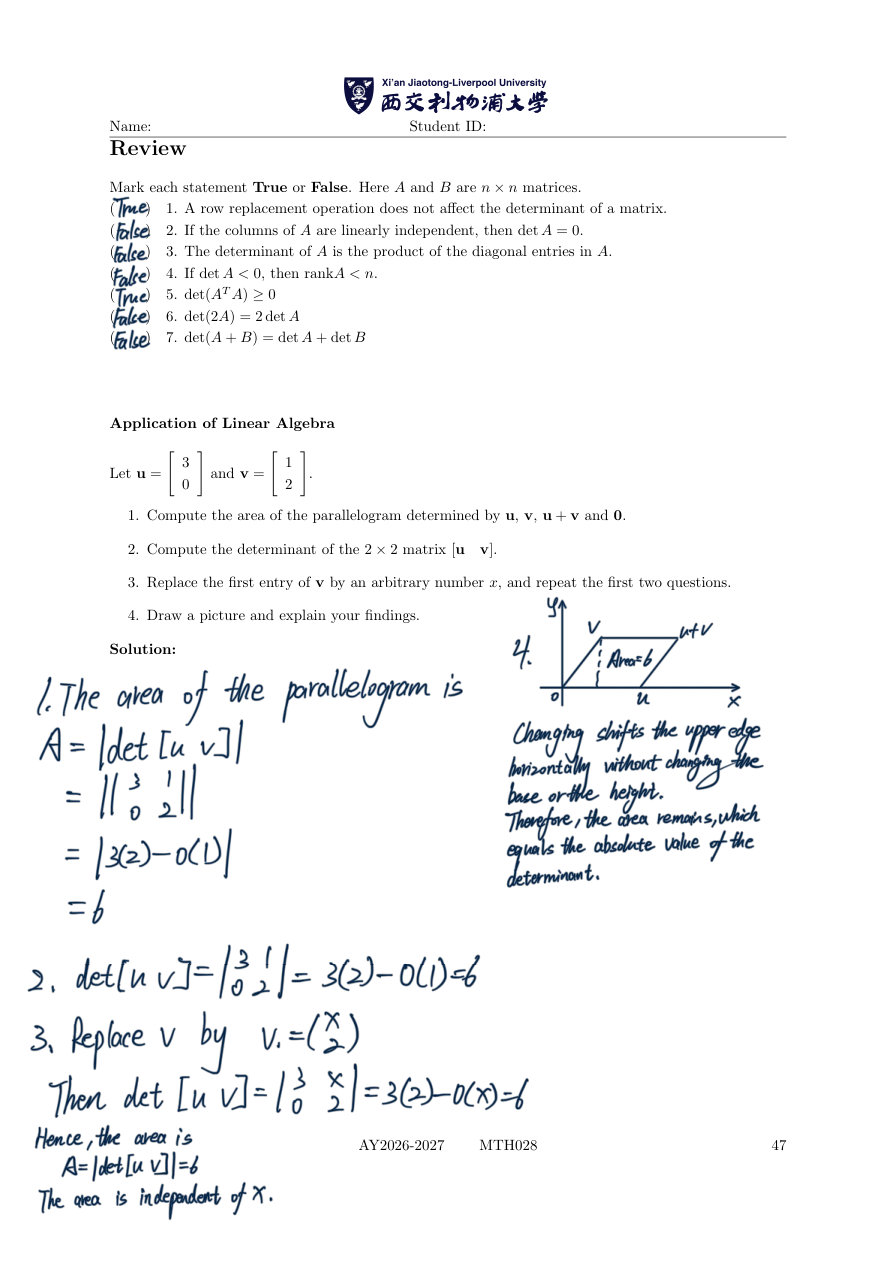 Xi'an Jiaotong-Liverpool University
西交利物浦大学
Name: Student ID:
Review
Mark each statement True or False. Here A and B are n × n matrices.
(True) 1. A row replacement operation does not affect the determinant of a matrix.
(False) 2. If the columns of A are linearly independent, then det A = 0.
(False) 3. The determinant of A is the product of the diagonal entries in A.
(False) 4. If det A < 0, then rankA < n.
(True) 5. det(A^T A) ≥ 0
(False) 6. det(2A) = 2 det A
(False) 7. det(A + B) = det A + det B
Application of Linear Algebra
Let u = [ 3 0 ] and v = [ 1 2 ].
1. Compute the area of the parallelogram determined by u, v, u + v and 0.
2. Compute the determinant of the 2 × 2 matrix [u v].
3. Replace the first entry of v by an arbitrary number x, and repeat the first two questions.
4. Draw a picture and explain your findings.
Solution:
1. The area of the parallelogram is
A = |det [u v]|
= || 3 1
0 2 ||
= |3(2)-0(1)|
= 6
2. det[u v] = | 3 1
0 2 | = 3(2)-0(1)=6
3. Replace v by v. = ( x
2 )
Then det [u v] = | 3 x
0 2 | = 3(2)-0(x)=6
Hence, the area is
A=|det[u v]|=6
The area is independent of x.
4.
y
v
u+v
Area=6
0
u
x
Changing shifts the upper edge
horizontally without changing the
base or the height.
Therefore, the area remains, which
equals the absolute value of the
determinant.
AY2026-2027 MTH028 47